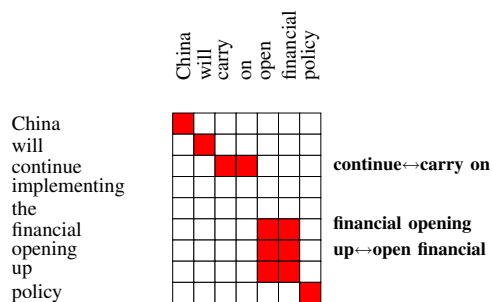 China
will
carry
on
open
financial
policy
China
will
continue
continue↔carry on
implementing
the
financial
financial opening
opening
up↔open financial
up
policy